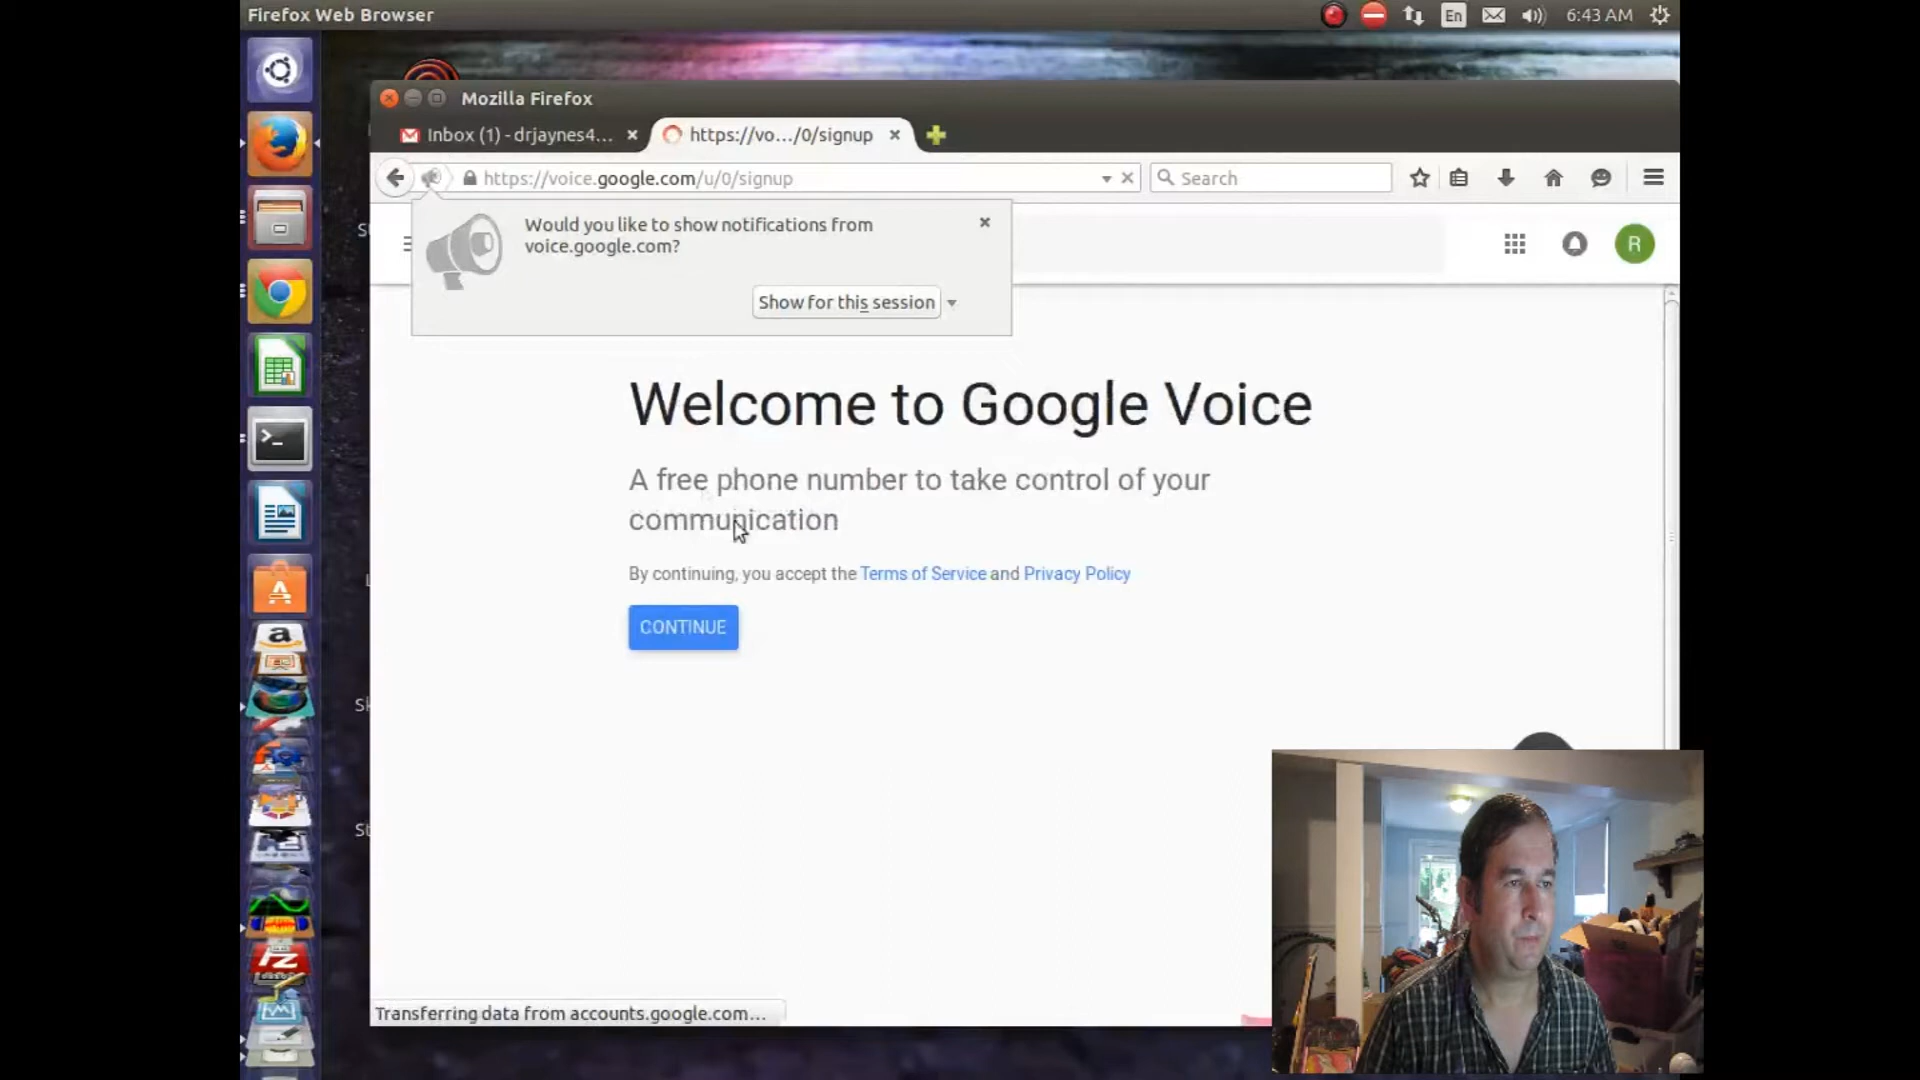 Firefox Web Browser
En
6:43 AM
Mozilla Firefox
Inbox (1) - drjaynes4...
https://vo.../0/signup
https://voice.google.com/u/0/signup
Search
Would you like to show notifications from
voice.google.com?
Show for this session
R
Welcome to Google Voice
A free phone number to take control of your
communication
By continuing, you accept the Terms of Service and Privacy Policy
CONTINUE
Transferring data from accounts.google.com...